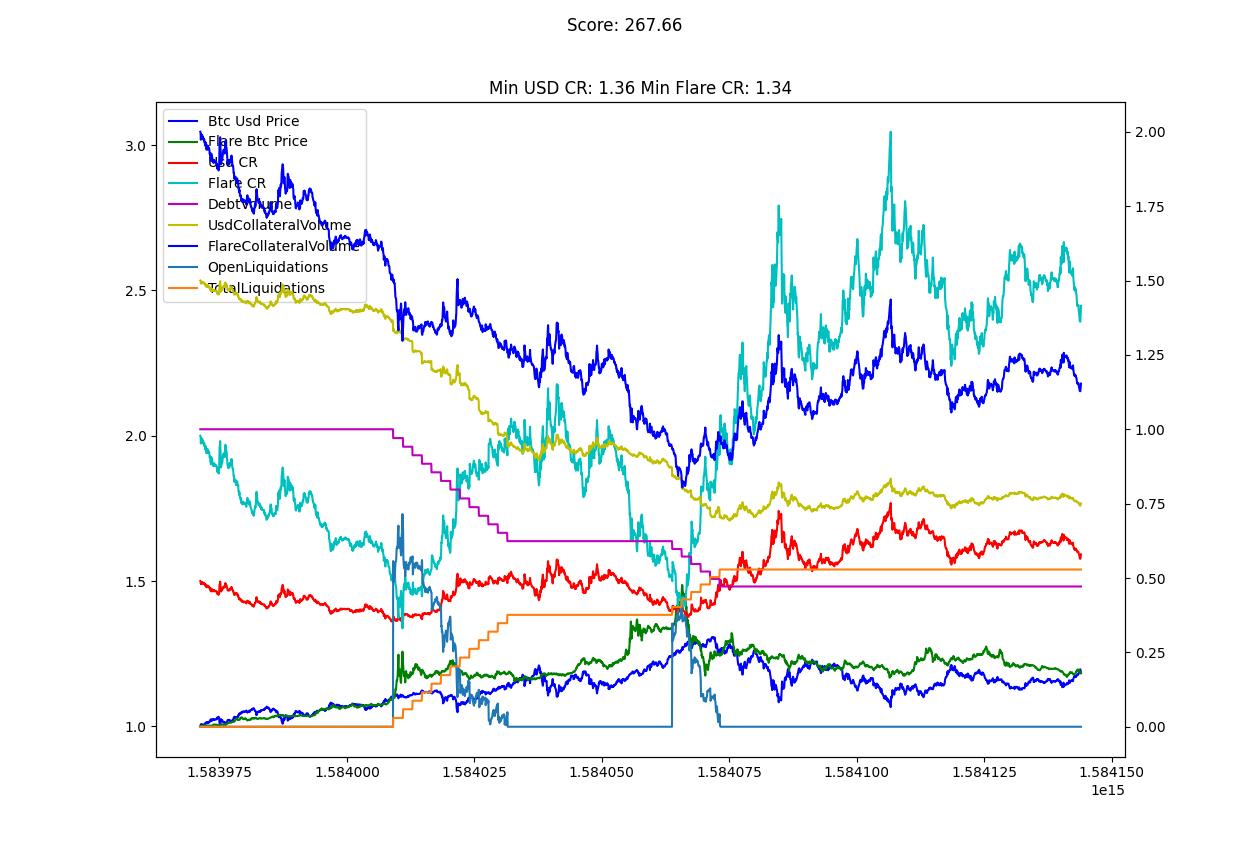 Score: 267.66
Min USD CR: 1.36 Min Flare CR: 1.34
Btc Usd Price
Flare Btc Price
Usd CR
Flare CR
DebtVolume
UsdCollateralVolume
FlareCollateralVolume
OpenLiquidations
TotalLiquidations
3.0
2.5
2.0
1.5
1.0
2.00
1.75
1.50
1.25
1.00
0.75
0.50
0.25
0.00
1.583975 1.584000 1.584025 1.584050 1.584075 1.584100 1.584125 1.584150
1e15